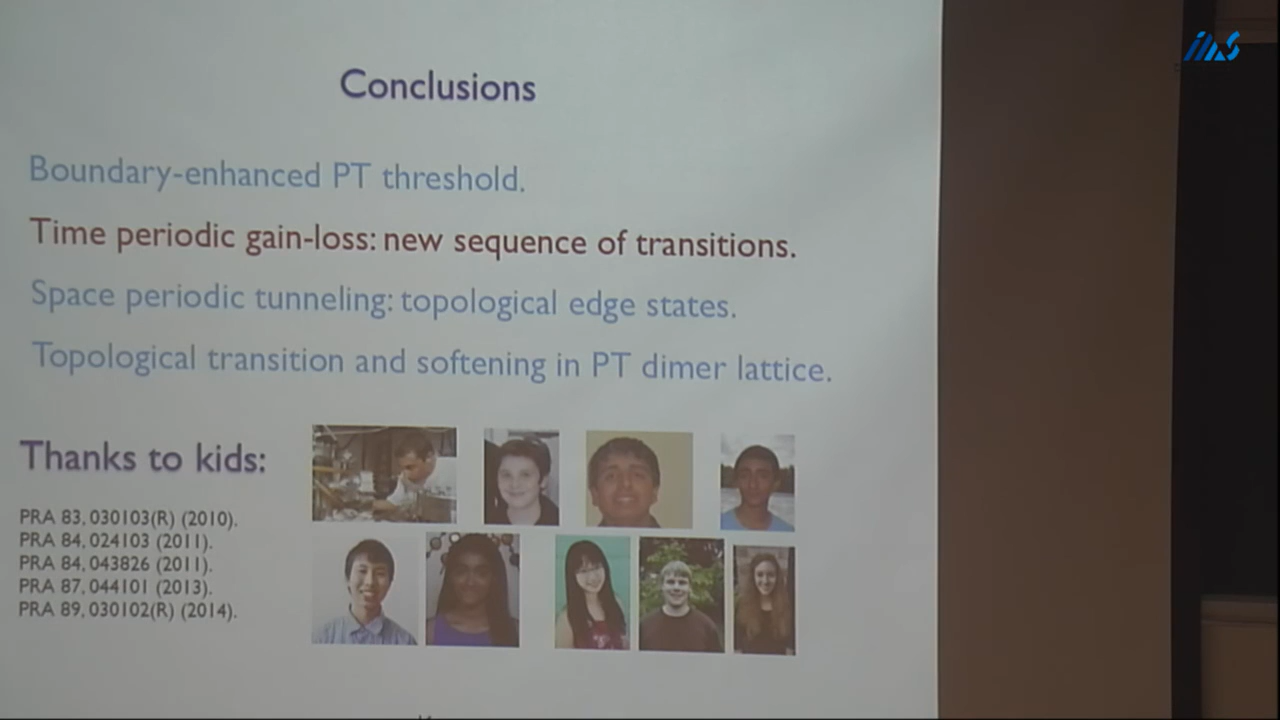 ims
Conclusions
Boundary-enhanced PT threshold.
Time periodic gain-loss: new sequence of transitions.
Space periodic tunneling: topological edge states.
Topological transition and softening in PT dimer lattice.
Thanks to kids:
PRA 83, 030103(R) (2010).
PRA 84, 024103 (2011).
PRA 84, 043826 (2011).
PRA 87, 044101 (2013).
PRA 89, 030102(R) (2014).